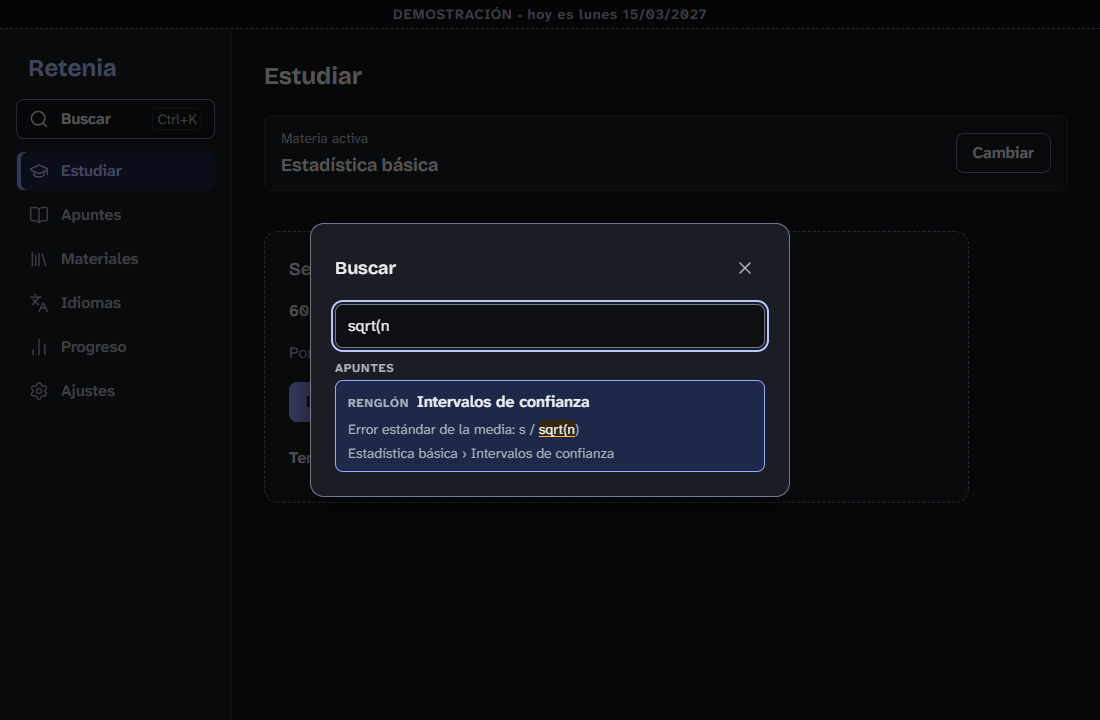 DEMOSTRACIÓN · hoy es lunes 15/03/2027
Retenia
Buscar Ctrl+K
Estudiar
Apuntes
Materiales
Idiomas
Progreso
Ajustes
Estudiar
Materia activa
Estadística básica
Cambiar
Buscar
sqrt(n
APUNTES
RENGLÓN Intervalos de confianza
Error estándar de la media: s / sqrt(n)
Estadística básica › Intervalos de confianza